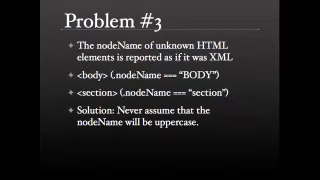 Problem #3
The nodeName of unknown HTML
elements is reported as if it was XML
<body> (.nodeName === “BODY”)
<section> (.nodeName === “section”)
Solution: Never assume that the
nodeName will be uppercase.